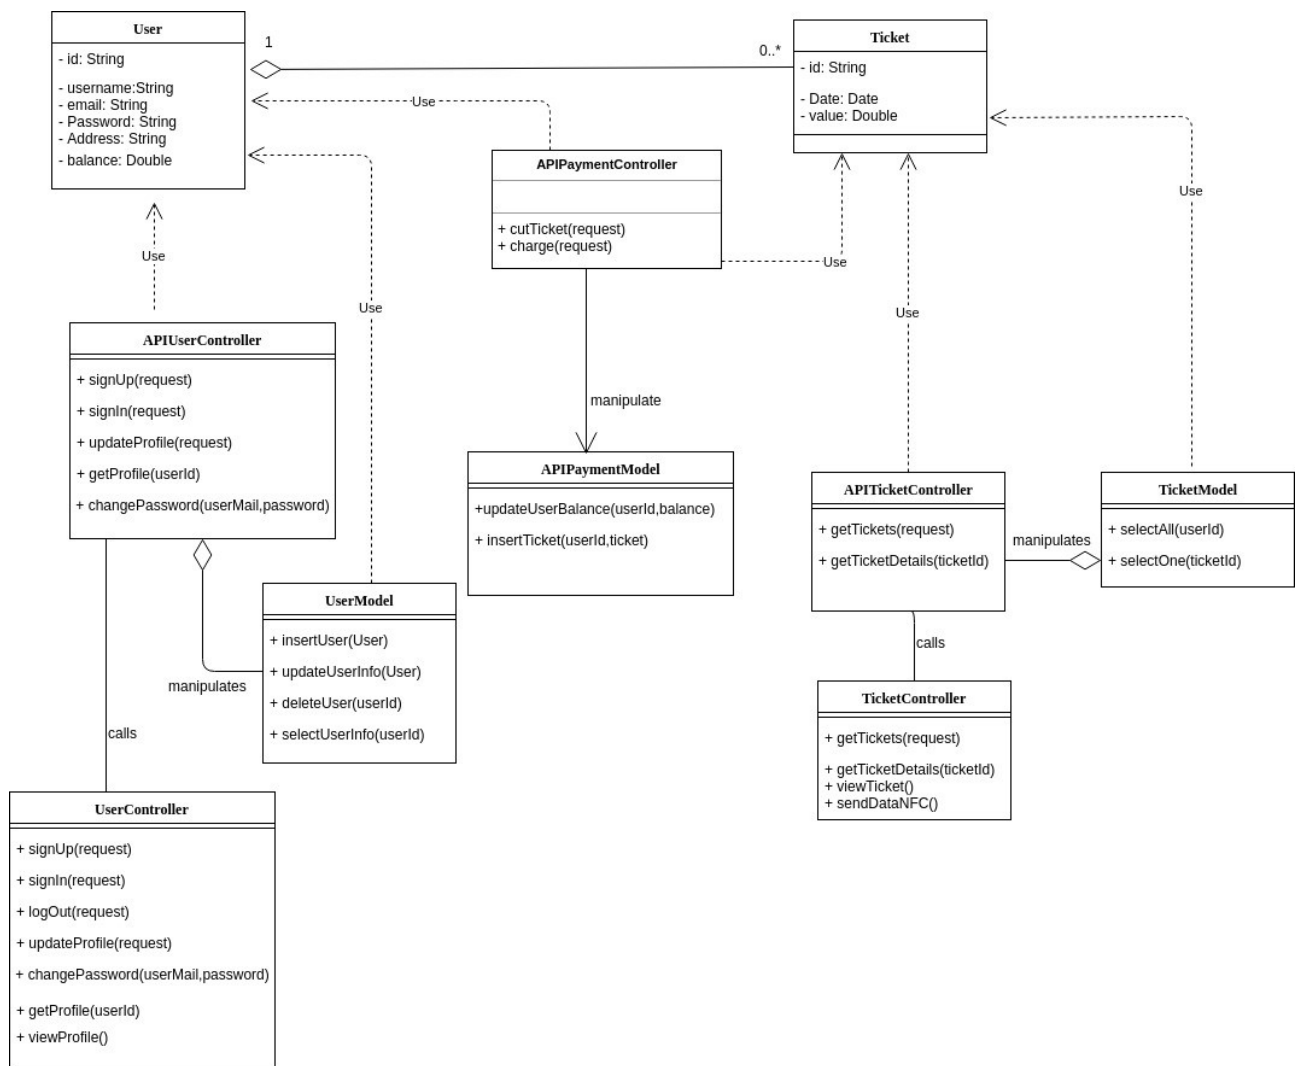 User
- id: String
- username:String
- email: String
- Password: String
- Address: String
- balance: Double
1
0..*
Ticket
- id: String
- Date: Date
- value: Double
Use
APIPaymentController
+ cutTicket(request)
+ charge(request)
Use
Use
Use
Use
Use
APIUserController
+ signUp(request)
+ signIn(request)
+ updateProfile(request)
+ getProfile(userId)
+ changePassword(userMail,password)
manipulate
APIPaymentModel
+updateUserBalance(userId,balance)
+ insertTicket(userId,ticket)
APITicketController
+ getTickets(request)
+ getTicketDetails(ticketId)
manipulates
TicketModel
+ selectAll(userId)
+ selectOne(ticketId)
UserModel
+ insertUser(User)
+ updateUserInfo(User)
+ deleteUser(userId)
+ selectUserInfo(userId)
manipulates
calls
calls
TicketController
+ getTickets(request)
+ getTicketDetails(ticketId)
+ viewTicket()
+ sendDataNFC()
UserController
+ signUp(request)
+ signIn(request)
+ logOut(request)
+ updateProfile(request)
+ changePassword(userMail,password)
+ getProfile(userId)
+ viewProfile()